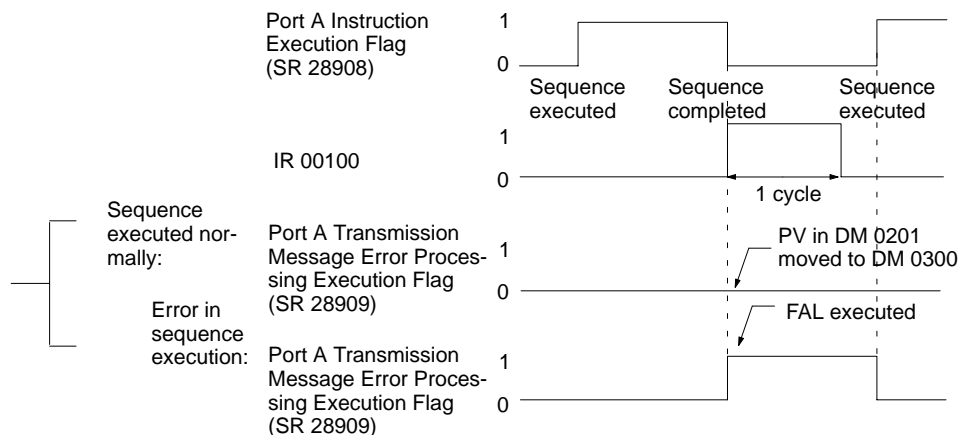 Port A Instruction
Execution Flag
(SR 28908)
1
0
Sequence
executed
Sequence
completed
Sequence
executed
IR 00100
1
0
1 cycle
Sequence
executed nor-
mally:
Port A Transmission
Message Error Proces-
sing Execution Flag
(SR 28909)
1
0
PV in DM 0201
moved to DM 0300
Error in
sequence
execution:
FAL executed
Port A Transmission
Message Error Proces-
sing Execution Flag
(SR 28909)
1
0